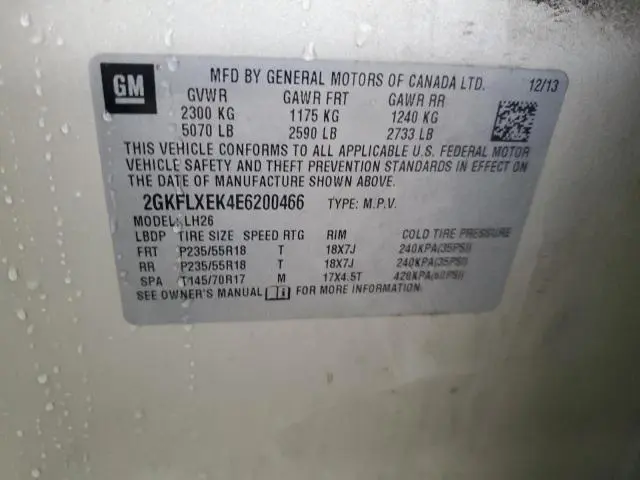 GM
MFD BY GENERAL MOTORS OF CANADA LTD. 12/13
GVWR GAWR FRT GAWR RR
2300 KG 1175 KG 1240 KG
5070 LB 2590 LB 2733 LB
THIS VEHICLE CONFORMS TO ALL APPLICABLE U.S. FEDERAL MOTOR
VEHICLE SAFETY AND THEFT PREVENTION STANDARDS IN EFFECT ON
THE DATE OF MANUFACTURE SHOWN ABOVE.
2GKFLXEK4E6200466 TYPE: M.P.V.
MODEL: LH26
LBDP TIRE SIZE SPEED RTG RIM COLD TIRE PRESSURE
FRT P235/55R18 T 18X7J 240KPA(35PSI)
RR P235/55R18 T 18X7J 240KPA(35PSI)
SPA T145/70R17 M 17X4.5T 420KPA(60PSI)
SEE OWNER'S MANUAL FOR MORE INFORMATION.